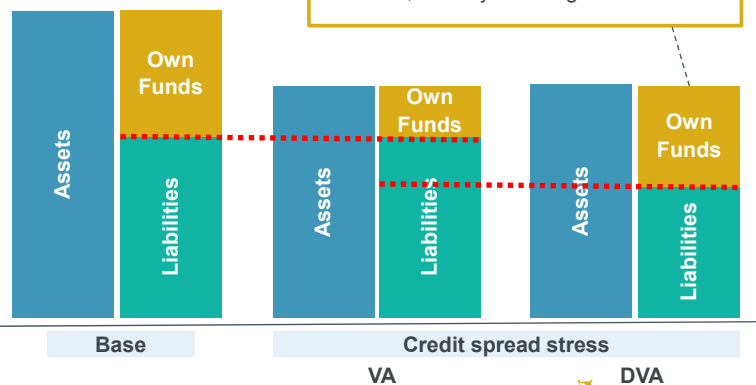 Own
Funds
Assets
Liabilities
Own
Funds
Assets
Liabilities
Own
Funds
Assets
Liabilities
Base
Credit spread stress
VA
DVA